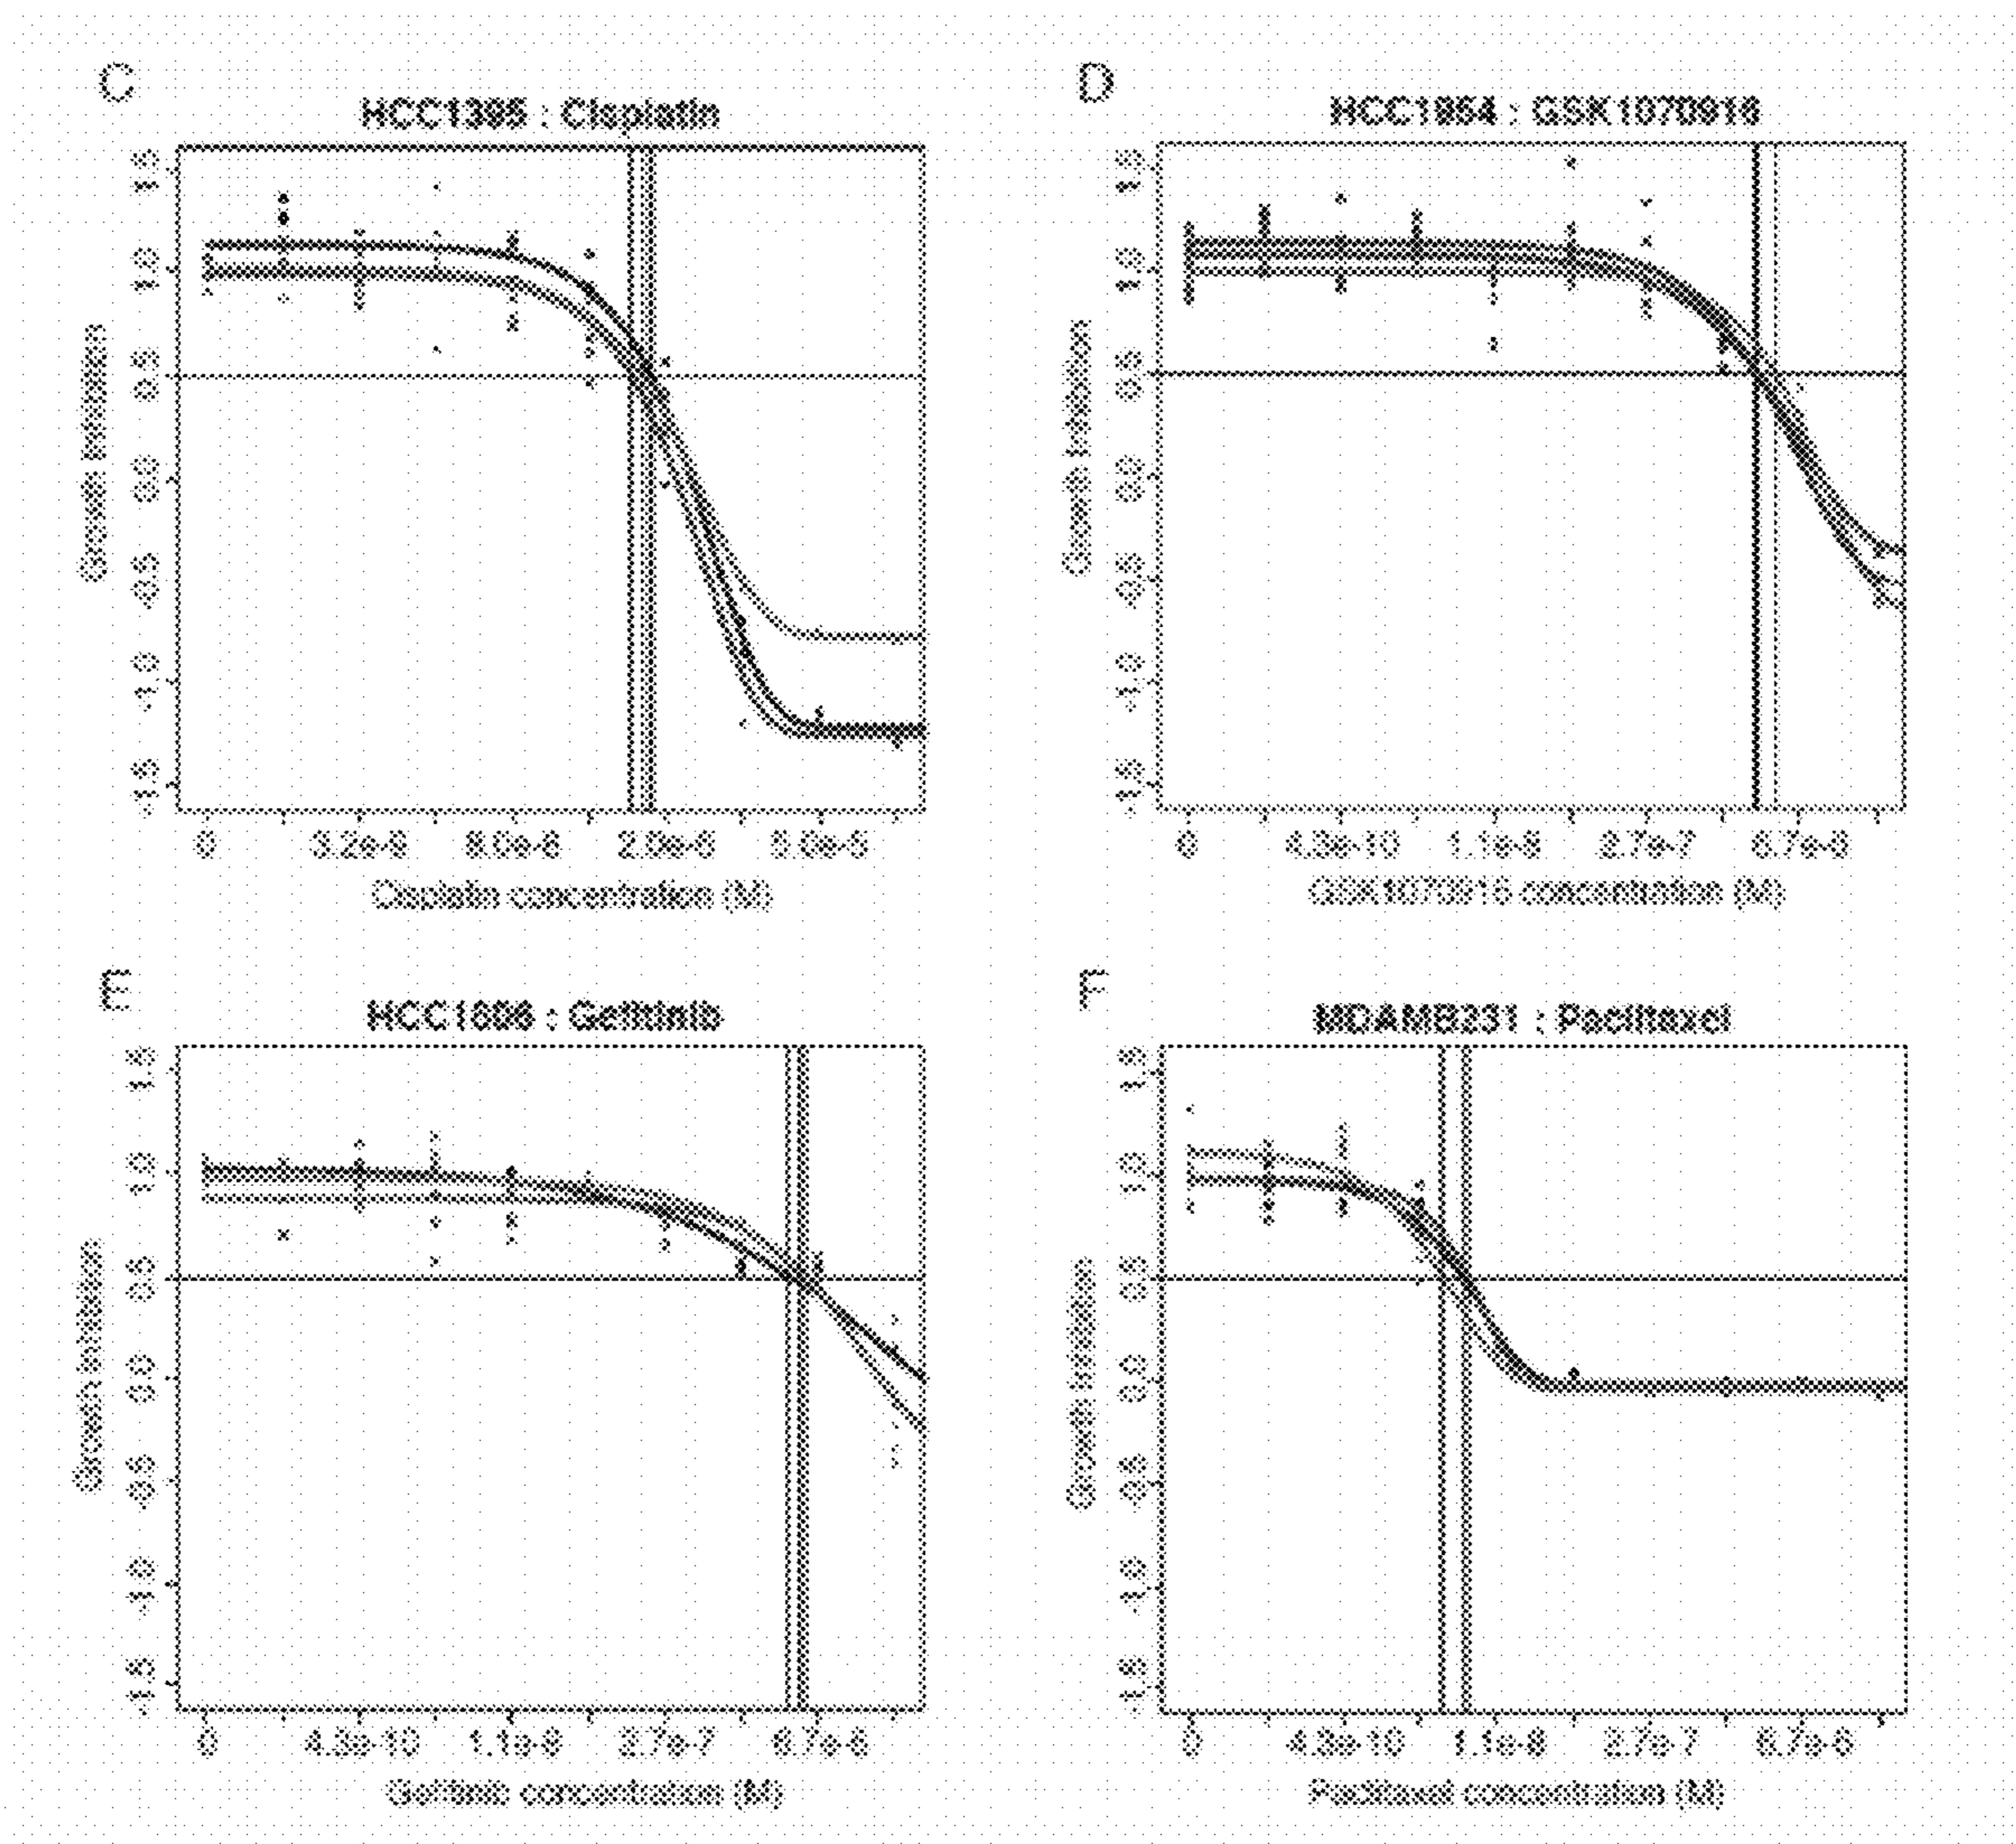 C
HCC1395 : Cisplatin
Growth Inhibition
1.5
1.0
0.5
0.0
-0.5
-1.0
-1.5
0 3.2e-9 8.0e-8 2.0e-6 5.0e-5
Cisplatin concentration (M)
D
HCC1954 : GSK1070916
Growth Inhibition
1.5
1.0
0.5
0.0
-0.5
-1.0
-1.5
0 4.3e-10 1.1e-8 2.7e-7 6.7e-6
GSK1070916 concentration (M)
E
HCC1806 : Gefitinib
Growth Inhibition
1.5
1.0
0.5
0.0
-0.5
-1.0
-1.5
0 4.3e-10 1.1e-8 2.7e-7 6.7e-6
Gefitinib concentration (M)
F
MDAMB231 : Paclitaxel
Growth Inhibition
1.5
1.0
0.5
0.0
-0.5
-1.0
-1.5
0 4.3e-10 1.1e-8 2.7e-7 6.7e-6
Paclitaxel concentration (M)